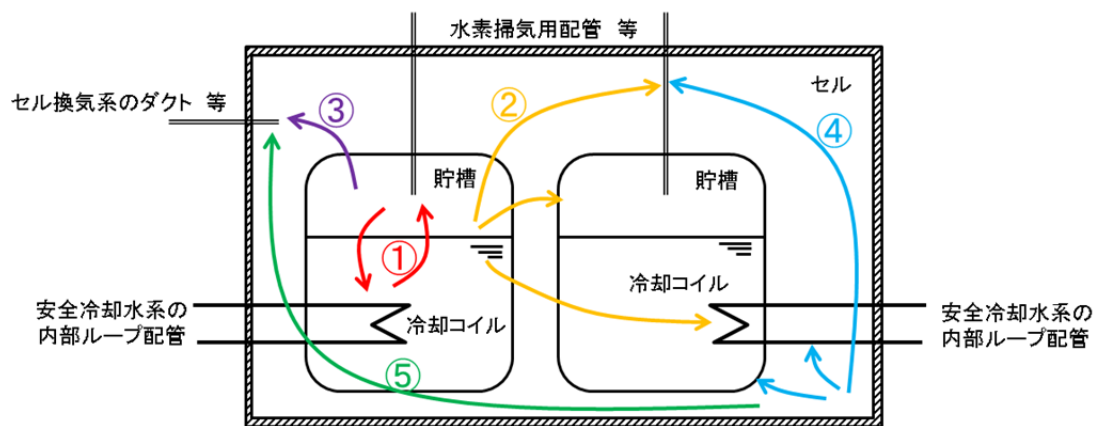 水素掃気用配管 等
セル換気系のダクト 等
セル
③
②
④
貯槽
貯槽
①
冷却コイル
安全冷却水系の
内部ループ配管
冷却コイル
安全冷却水系の
内部ループ配管
⑤